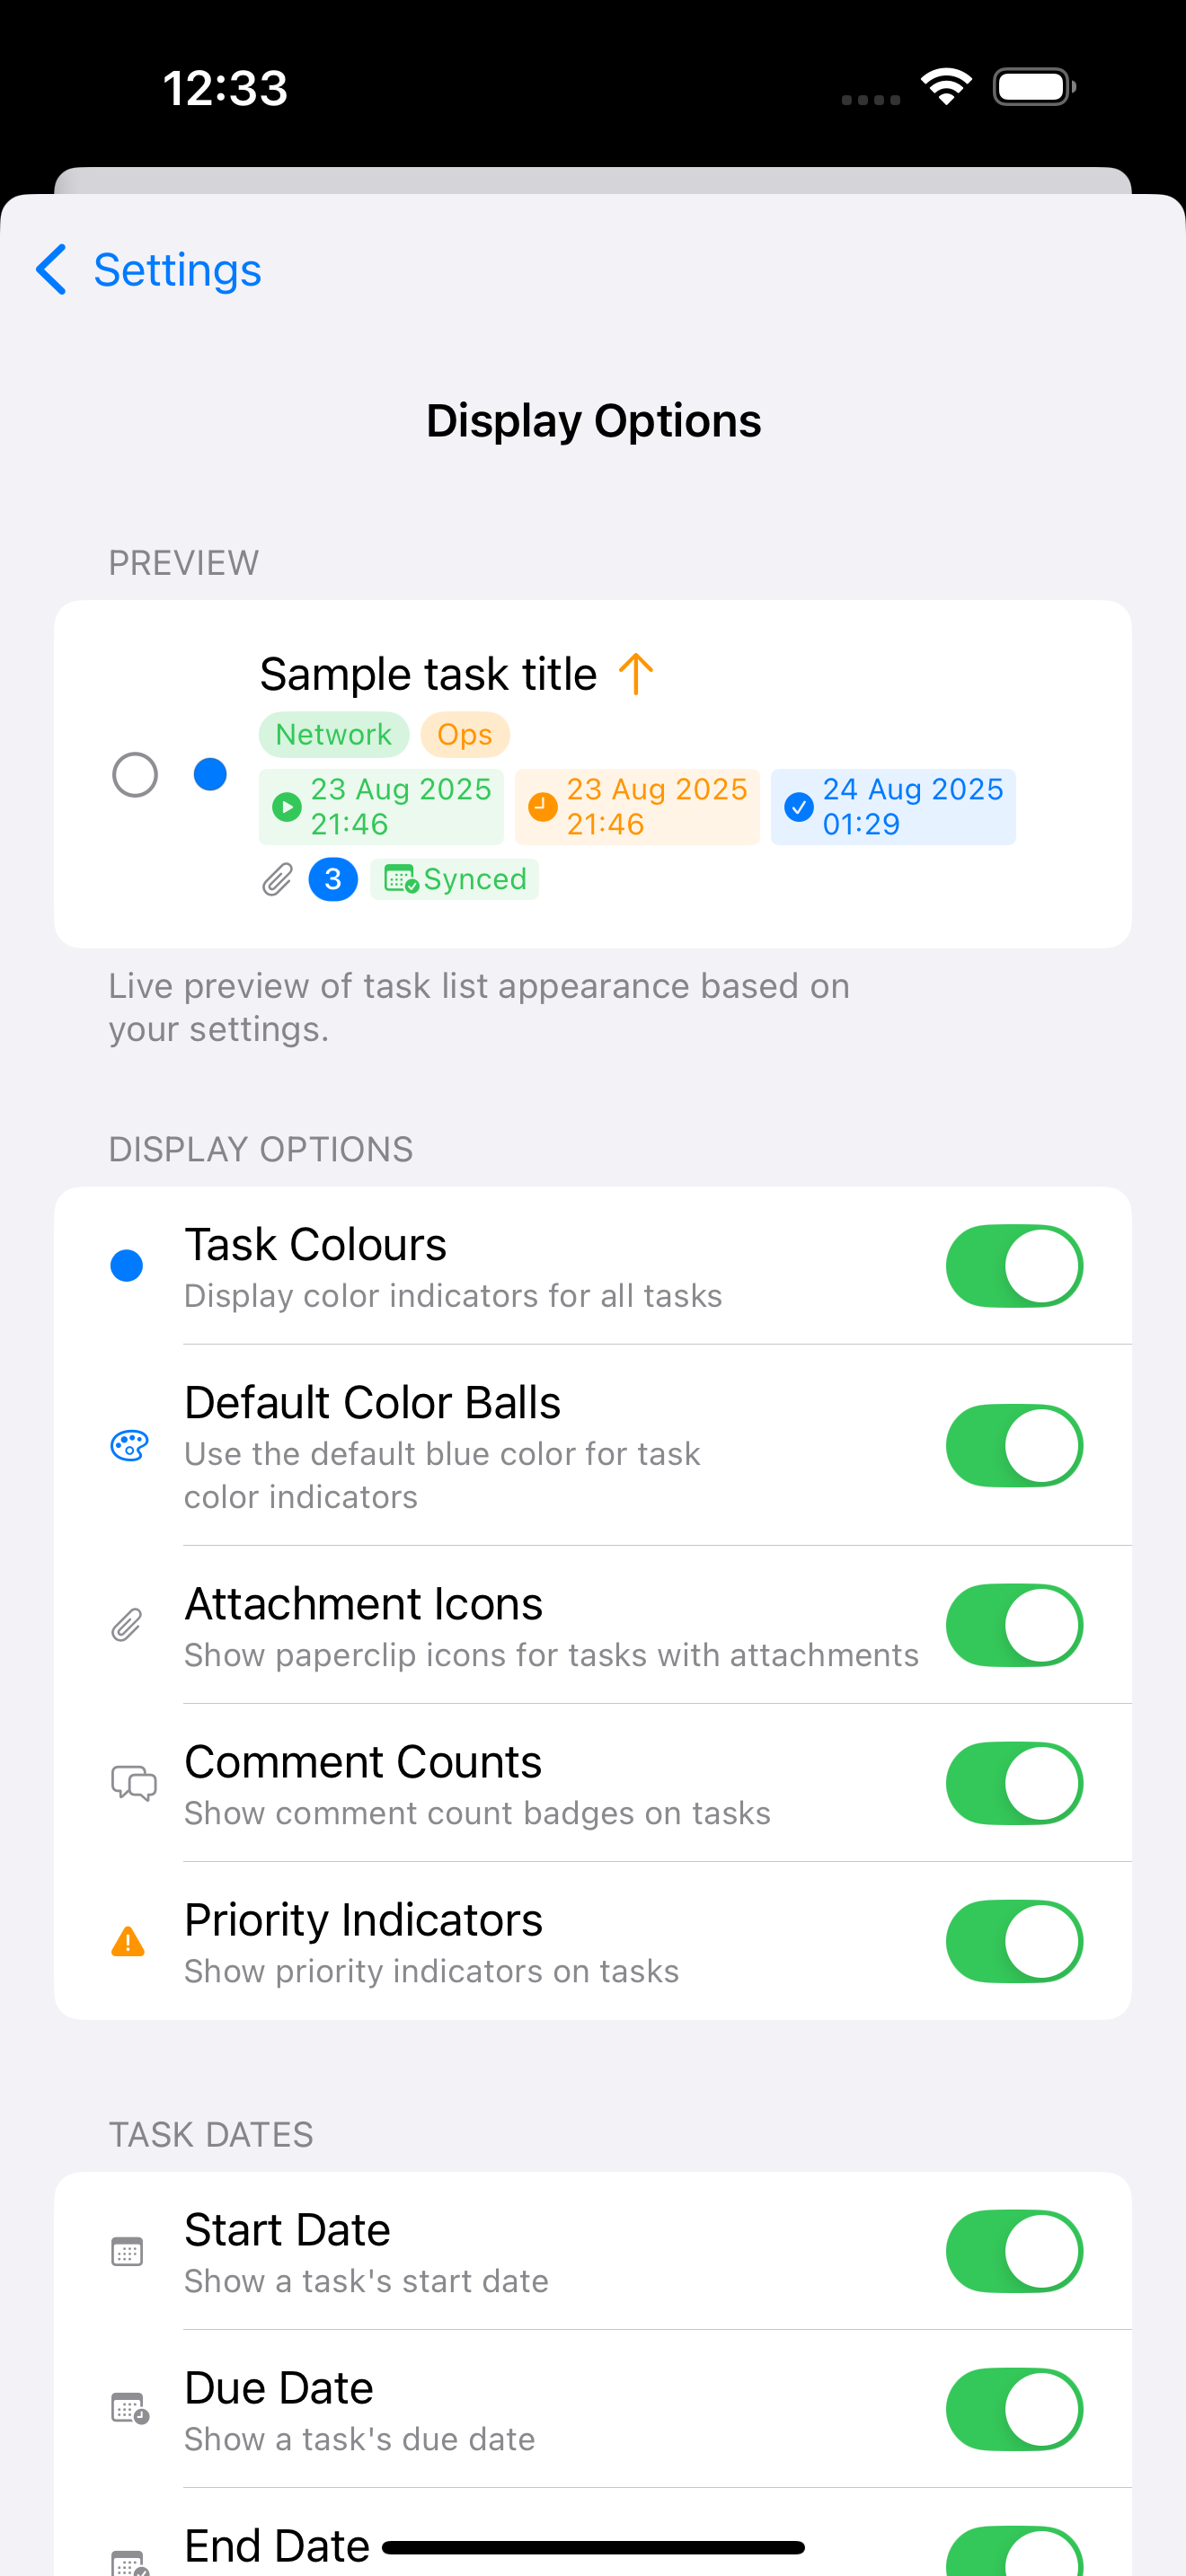 12:33
Settings
Display Options
PREVIEW
Sample task title
Network Ops
23 Aug 2025 23 Aug 2025 24 Aug 2025
21:46 21:46 01:29
3 Synced
Live preview of task list appearance based on
your settings.
DISPLAY OPTIONS
Task Colours
Display color indicators for all tasks
Default Color Balls
Use the default blue color for task
color indicators
Attachment Icons
Show paperclip icons for tasks with attachments
Comment Counts
Show comment count badges on tasks
Priority Indicators
Show priority indicators on tasks
TASK DATES
Start Date
Show a task's start date
Due Date
Show a task's due date
End Date